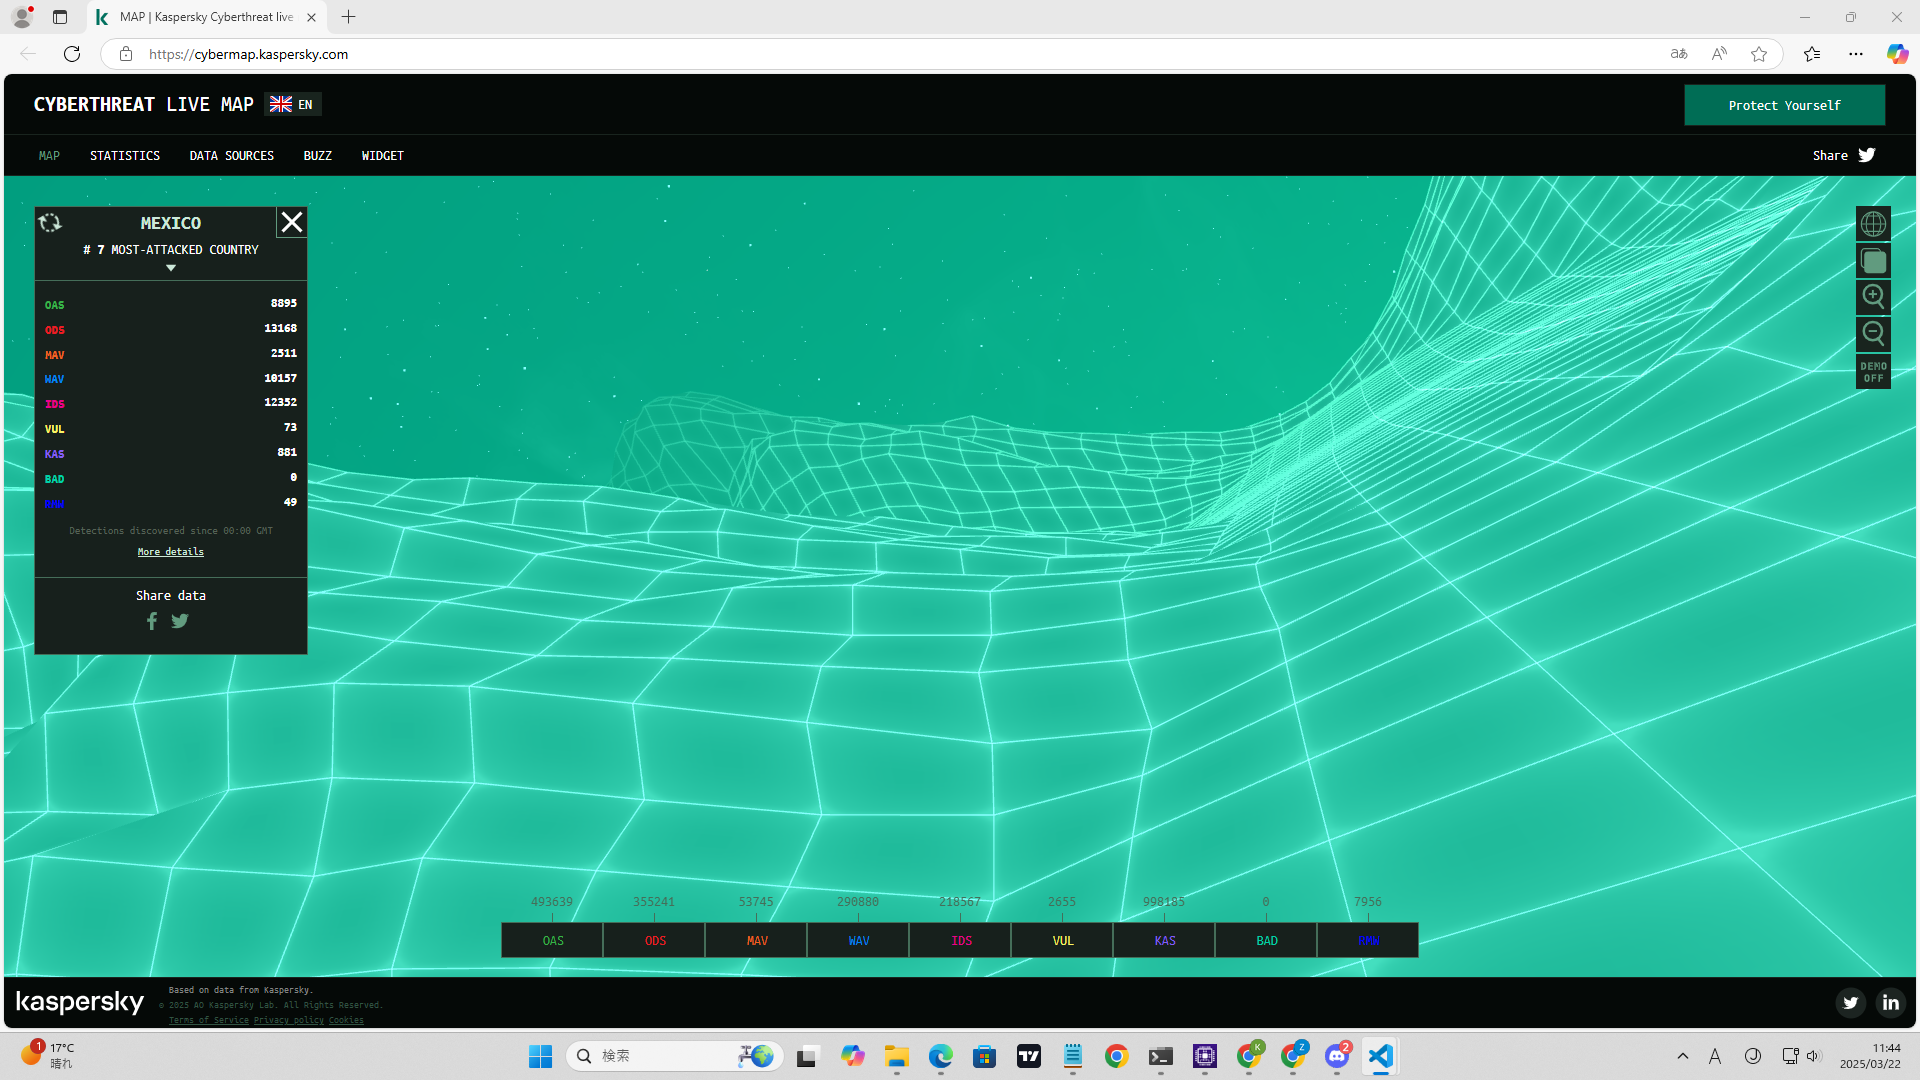 MAP | Kaspersky Cyberthreat live
https://cybermap.kaspersky.com
CYBERTHREAT LIVE MAP EN
Protect Yourself
MAP STATISTICS DATA SOURCES BUZZ WIDGET
Share
MEXICO
# 7 MOST-ATTACKED COUNTRY
OAS 8895
ODS 13168
MAV 2511
WAV 10157
IDS 12352
VUL 73
KAS 881
BAD 0
RMW 49
Detections discovered since 00:00 GMT
More details
Share data
DEMO
OFF
493639 355241 53745 290880 218567 2655 998185 0 7956
OAS ODS MAV WAV IDS VUL KAS BAD RMW
kaspersky
Based on data from Kaspersky.
© 2025 AO Kaspersky Lab. All Rights Reserved.
Terms of Service Privacy policy Cookies
1
17°C
晴れ
検索
K
Z
2
A
11:44
2025/03/22